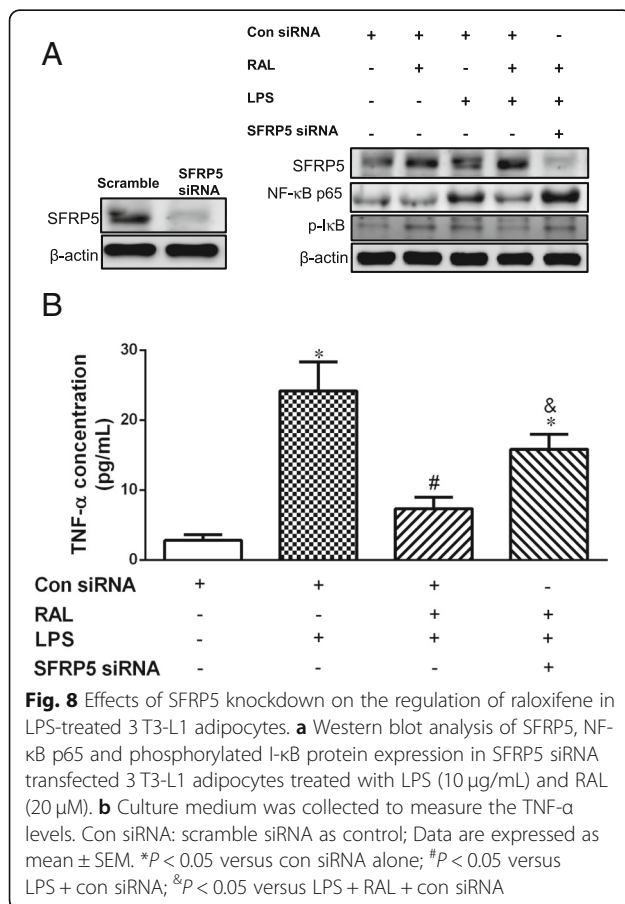 A
Con siRNA + + + + -
RAL - + - + +
LPS - - + + +
SFRP5 siRNA - - - - +
Scramble SFRP5 siRNA
SFRP5
β-actin
SFRP5
NF-κB p65
p-IκB
β-actin
B
TNF-α concentration (pg/mL)
30
20
10
0
*
#
&
*
Con siRNA + + + -
RAL - - + +
LPS - + + +
SFRP5 siRNA - - - +
Fig. 8 Effects of SFRP5 knockdown on the regulation of raloxifene in
LPS-treated 3 T3-L1 adipocytes. a Western blot analysis of SFRP5, NF-
κB p65 and phosphorylated I-κB protein expression in SFRP5 siRNA
transfected 3 T3-L1 adipocytes treated with LPS (10 μg/mL) and RAL
(20 μM). b Culture medium was collected to measure the TNF-α
levels. Con siRNA: scramble siRNA as control; Data are expressed as
mean ± SEM. *P < 0.05 versus con siRNA alone; #P < 0.05 versus
LPS + con siRNA; &P < 0.05 versus LPS + RAL + con siRNA